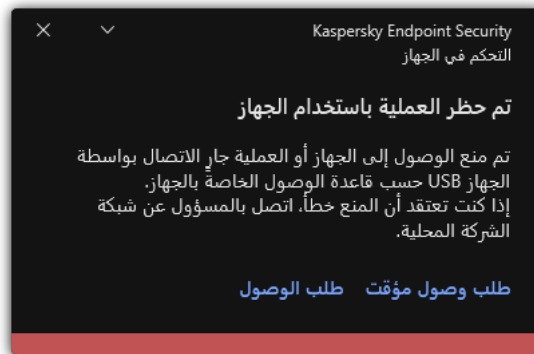 Kaspersky Endpoint Security
التحكم في الجهاز
تم حظر العملية باستخدام الجهاز
تم منع الوصول إلى الجهاز أو العملية جارٍ الاتصال بواسطة
الجهاز USB حسب قاعدة الوصول الخاصةً بالجهاز.
إذا كنت تعتقد أن المنع خطأ، اتصل بالمسؤول عن شبكة
الشركة المحلية.
طلب وصول مؤقت طلب الوصول